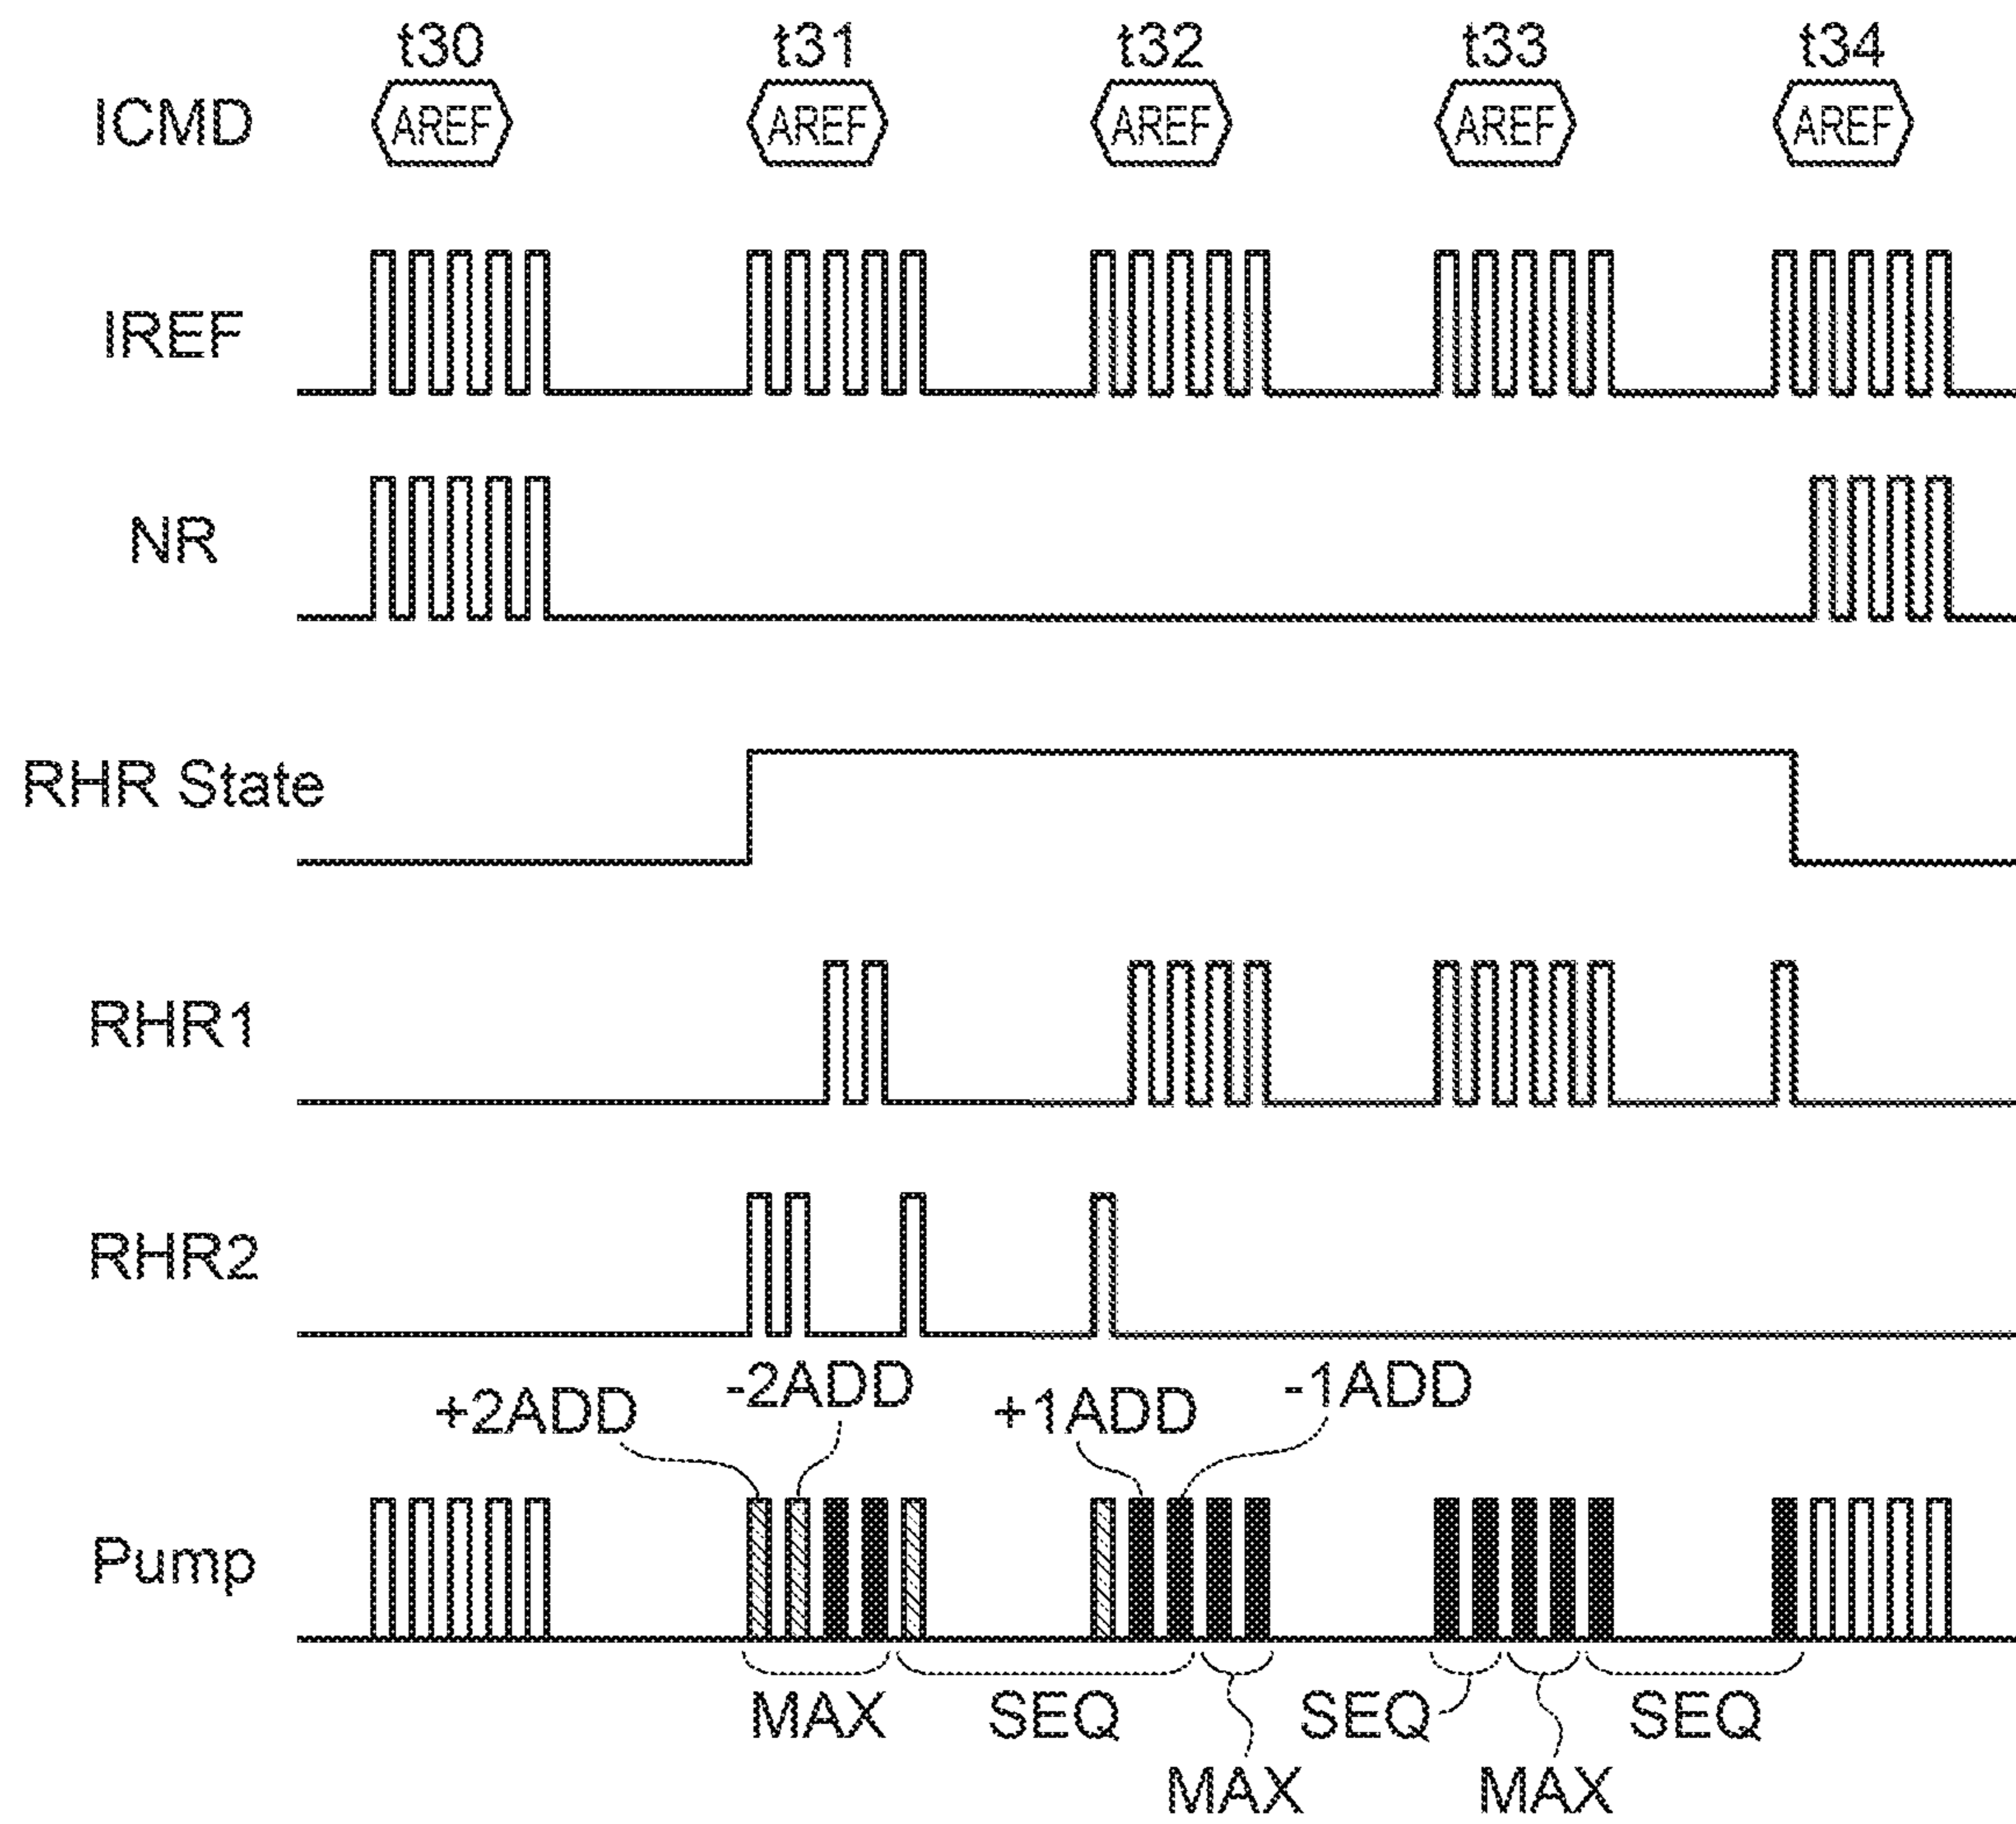 t30 t31 t32 t33 t34
ICMD AREF AREF AREF AREF AREF
IREF
NR
RHR State
RHR1
RHR2
+2ADD -2ADD +1ADD -1ADD
Pump
MAX SEQ SEQ SEQ
MAX MAX